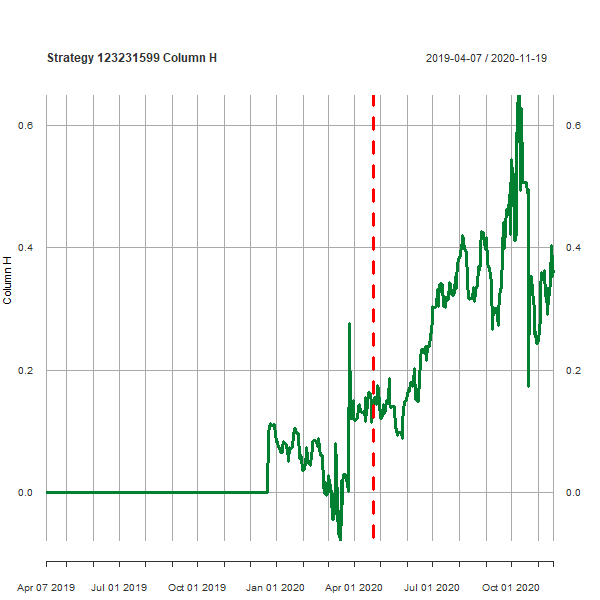 Strategy 123231599 Column H
2019-04-07 / 2020-11-19
0.6
0.6
0.4
0.4
Column H
0.2
0.2
0.0
0.0
Apr 07 2019
Jul 01 2019
Oct 01 2019
Jan 01 2020
Apr 01 2020
Jul 01 2020
Oct 01 2020